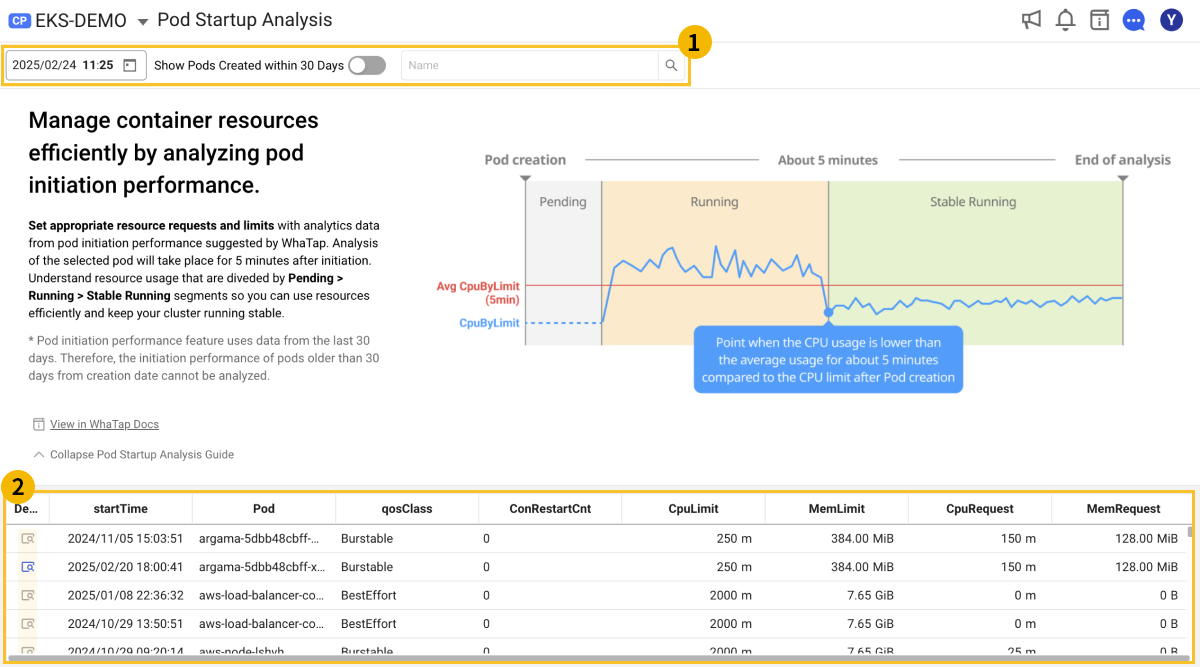 CP EKS-DEMO Pod Startup Analysis
Y
1
2025/02/24 11:25 Show Pods Created within 30 Days Name
Manage container resources
efficiently by analyzing pod
initiation performance.
Set appropriate resource requests and limits with analytics data
from pod initiation performance suggested by WhaTap. Analysis
of the selected pod will take place for 5 minutes after initiation.
Understand resource usage that are diveded by Pending >
Running > Stable Running segments so you can use resources
efficiently and keep your cluster running stable.
* Pod initiation performance feature uses data from the last 30
days. Therefore, the initiation performance of pods older than 30
days from creation date cannot be analyzed.
View in WhaTap Docs
Collapse Pod Startup Analysis Guide
Pod creation About 5 minutes End of analysis
Pending Running Stable Running
Avg CpuByLimit
(5min)
CpuByLimit
Point when the CPU usage is lower than
the average usage for about 5 minutes
compared to the CPU limit after Pod creation
2
De... startTime Pod qosClass ConRestartCnt CpuLimit MemLimit CpuRequest MemRequest
2024/11/05 15:03:51 argama-5dbb48cbff-... Burstable 0 250 m 384.00 MiB 150 m 128.00 MiB
2025/02/20 18:00:41 argama-5dbb48cbff-x... Burstable 0 250 m 384.00 MiB 150 m 128.00 MiB
2025/01/08 22:36:32 aws-load-balancer-co... BestEffort 0 2000 m 7.65 GiB 0 m 0 B
2024/10/29 13:50:51 aws-load-balancer-co... BestEffort 0 2000 m 7.65 GiB 0 m 0 B
2024/10/29 09:20:14 aws-node-lshvh Burstable 0 2000 m 7.65 GiB 25 m 0 B